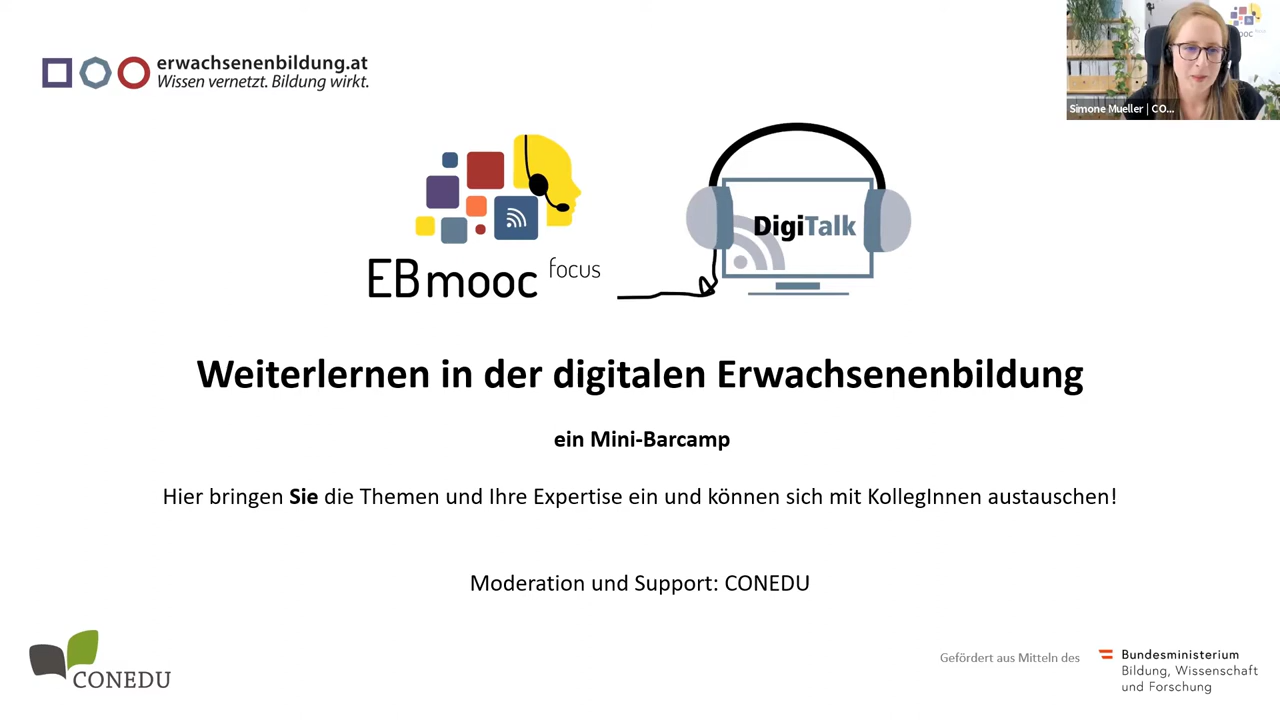 erwachsenenbildung.at
Wissen vernetzt. Bildung wirkt.
Simone Mueller | CO...
EBmooc focus
DigiTalk
Weiterlernen in der digitalen Erwachsenenbildung
ein Mini-Barcamp
Hier bringen Sie die Themen und Ihre Expertise ein und können sich mit KollegInnen austauschen!
Moderation und Support: CONEDU
CONEDU
Gefördert aus Mitteln des
Bundesministerium
Bildung, Wissenschaft
und Forschung